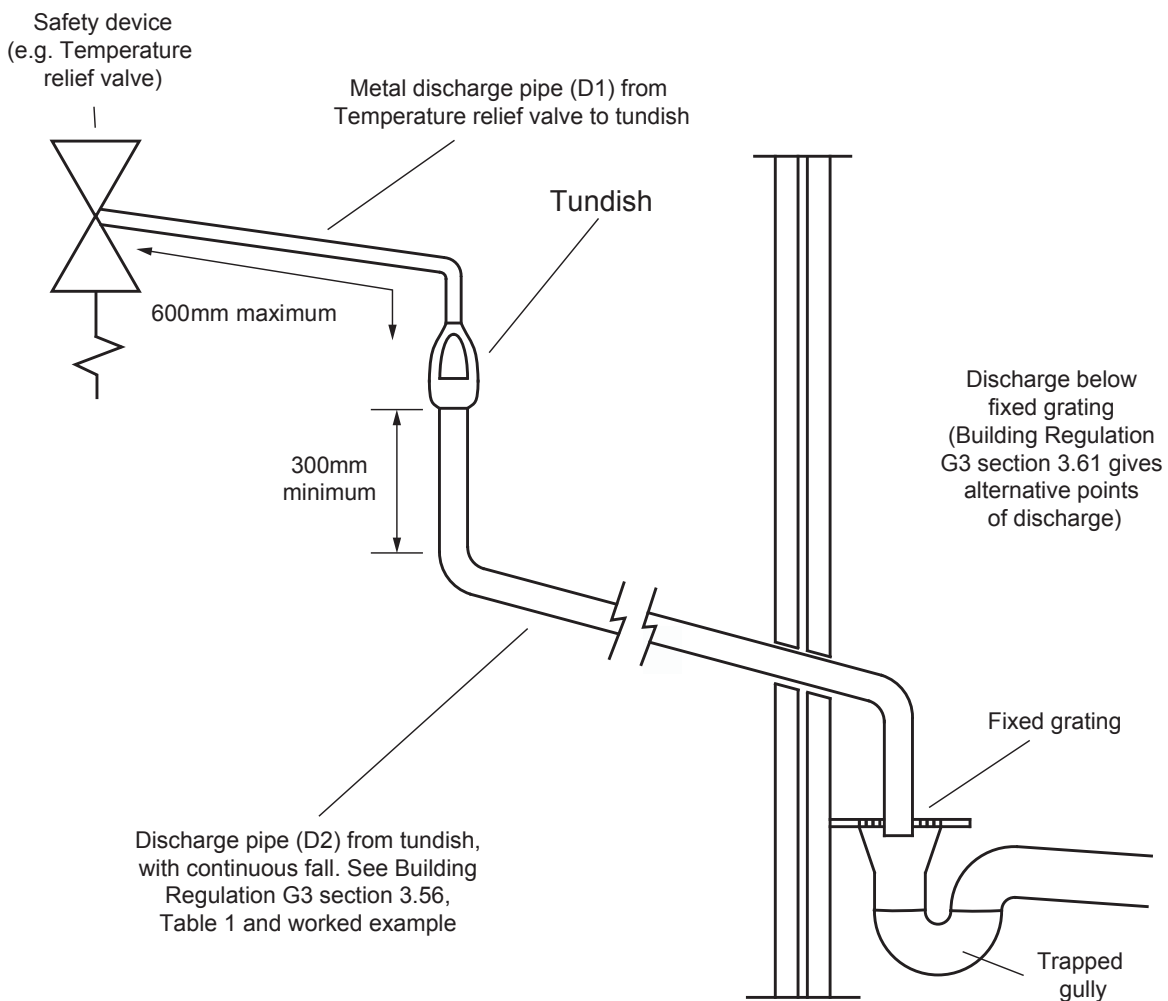 Safety device
(e.g. Temperature
relief valve)
Metal discharge pipe (D1) from
Temperature relief valve to tundish
Tundish
600mm maximum
300mm
minimum
Discharge below
fixed grating
(Building Regulation
G3 section 3.61 gives
alternative points
of discharge)
Fixed grating
Discharge pipe (D2) from tundish,
with continuous fall. See Building
Regulation G3 section 3.56,
Table 1 and worked example
Trapped
gully